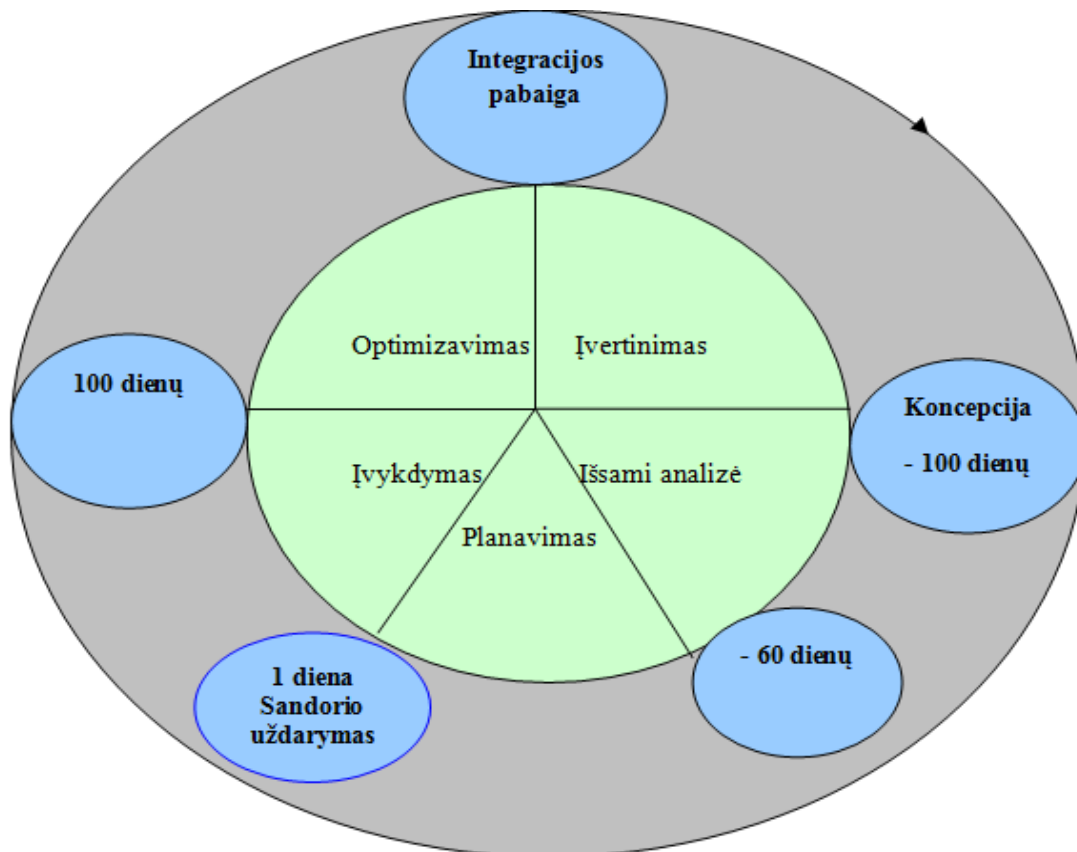 Integracijos
pabaiga
Optimizavimas
Įvertinimas
100 dienų
Koncepcija
- 100 dienų
Įvykdymas
Išsami analizė
Planavimas
- 60 dienų
1 diena
Sandorio
uždarymas